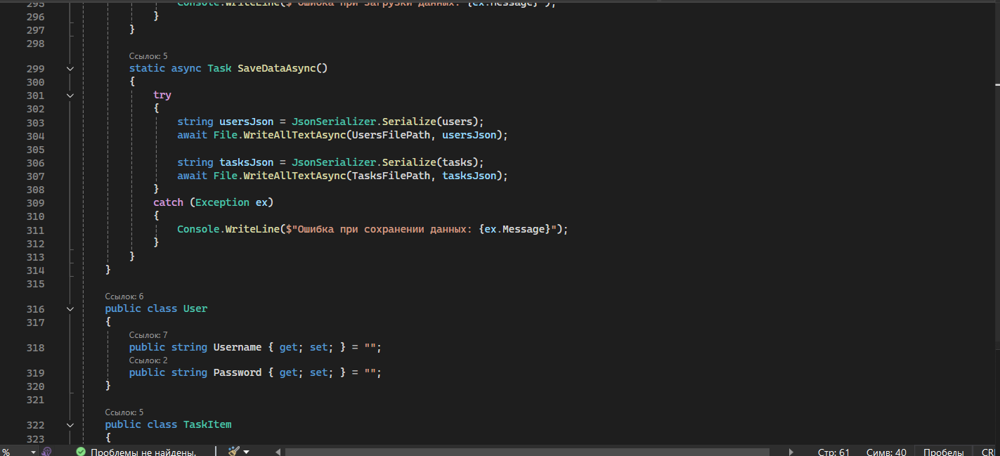 295 Console.WriteLine($"Ошибка при загрузки данных: {ex.Message}");
296 }
297 }
298
Ссылок: 5
299 static async Task SaveDataAsync()
300 {
301 try
302 {
303 string usersJson = JsonSerializer.Serialize(users);
304 await File.WriteAllTextAsync(UsersFilePath, usersJson);
305
306 string tasksJson = JsonSerializer.Serialize(tasks);
307 await File.WriteAllTextAsync(TasksFilePath, tasksJson);
308 }
309 catch (Exception ex)
310 {
311 Console.WriteLine($"Ошибка при сохранении данных: {ex.Message}");
312 }
313 }
314 }
315
Ссылок: 6
316 public class User
317 {
Ссылок: 7
318 public string Username { get; set; } = "";
Ссылок: 2
319 public string Password { get; set; } = "";
320 }
321
Ссылок: 5
322 public class TaskItem
323 {
% Проблемы не найдены. Стр: 61 Симв: 40 Пробелы CR